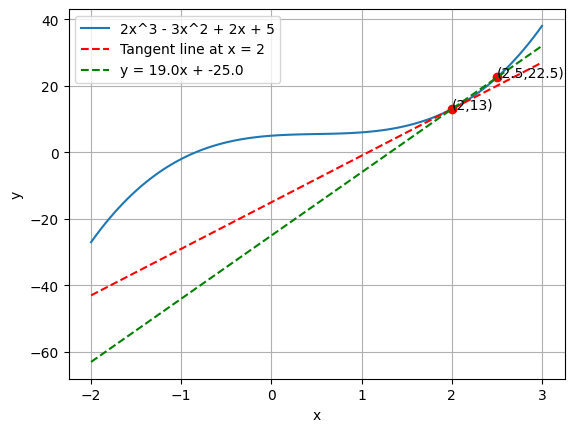 2x^3 - 3x^2 + 2x + 5
Tangent line at x = 2
y = 19.0x + -25.0
(2.5,22.5)
(2,13)
40
20
0
−20
−40
−60
y
−2
−1
0
1
2
3
x